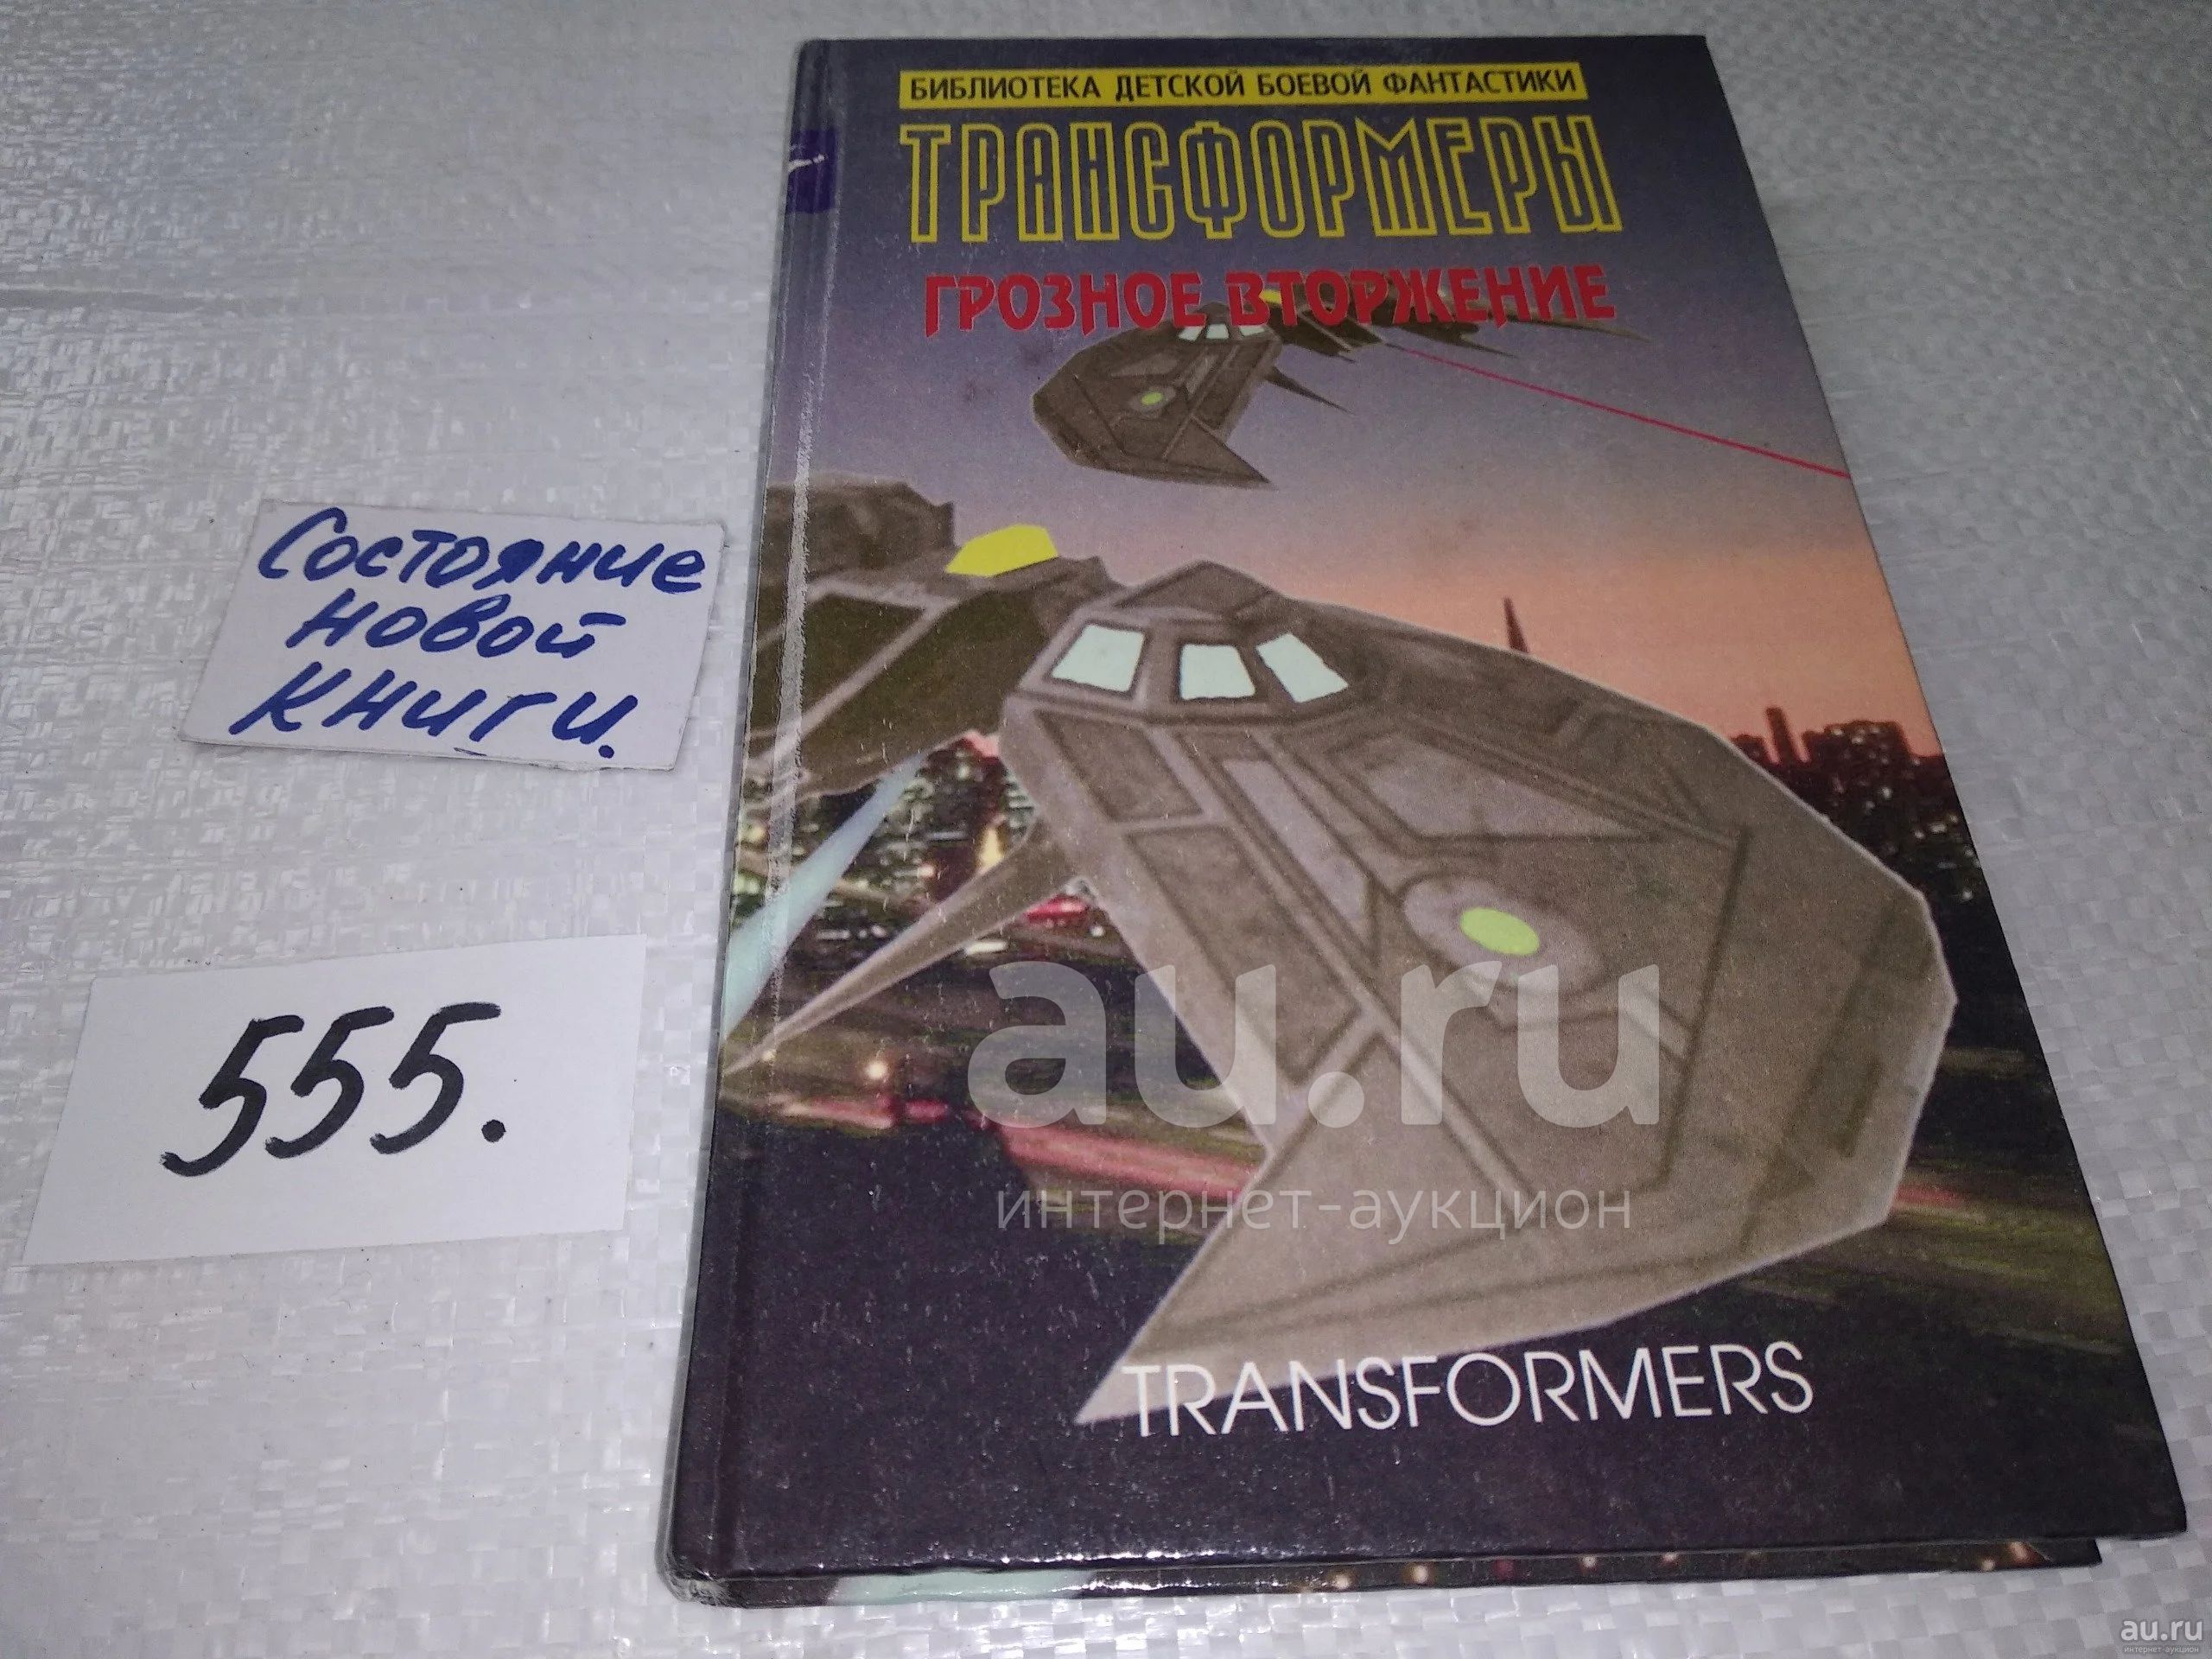 БИБЛИОТЕКА ДЕТСКОЙ БОЕВОЙ ФАНТАСТИКИ
ТРАНСФОРМЕРЫ
ГРОЗНОЕ ВТОРЖЕНИЕ
Состояние
новой
книги.
555.
au.ru
интернет-аукцион
TRANSFORMERS
au.ru
интернет-аукцион